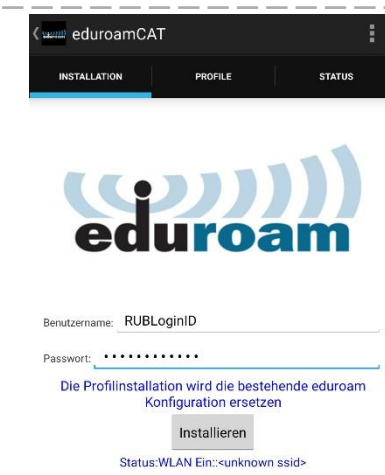 eduroamCAT
INSTALLATION PROFILE STATUS
eduroam
Benutzername: RUBLoginID
Passwort: ••••••••••••
Die Profilinstallation wird die bestehende eduroam
Konfiguration ersetzen
Installieren
Status:WLAN Ein::<unknown ssid>